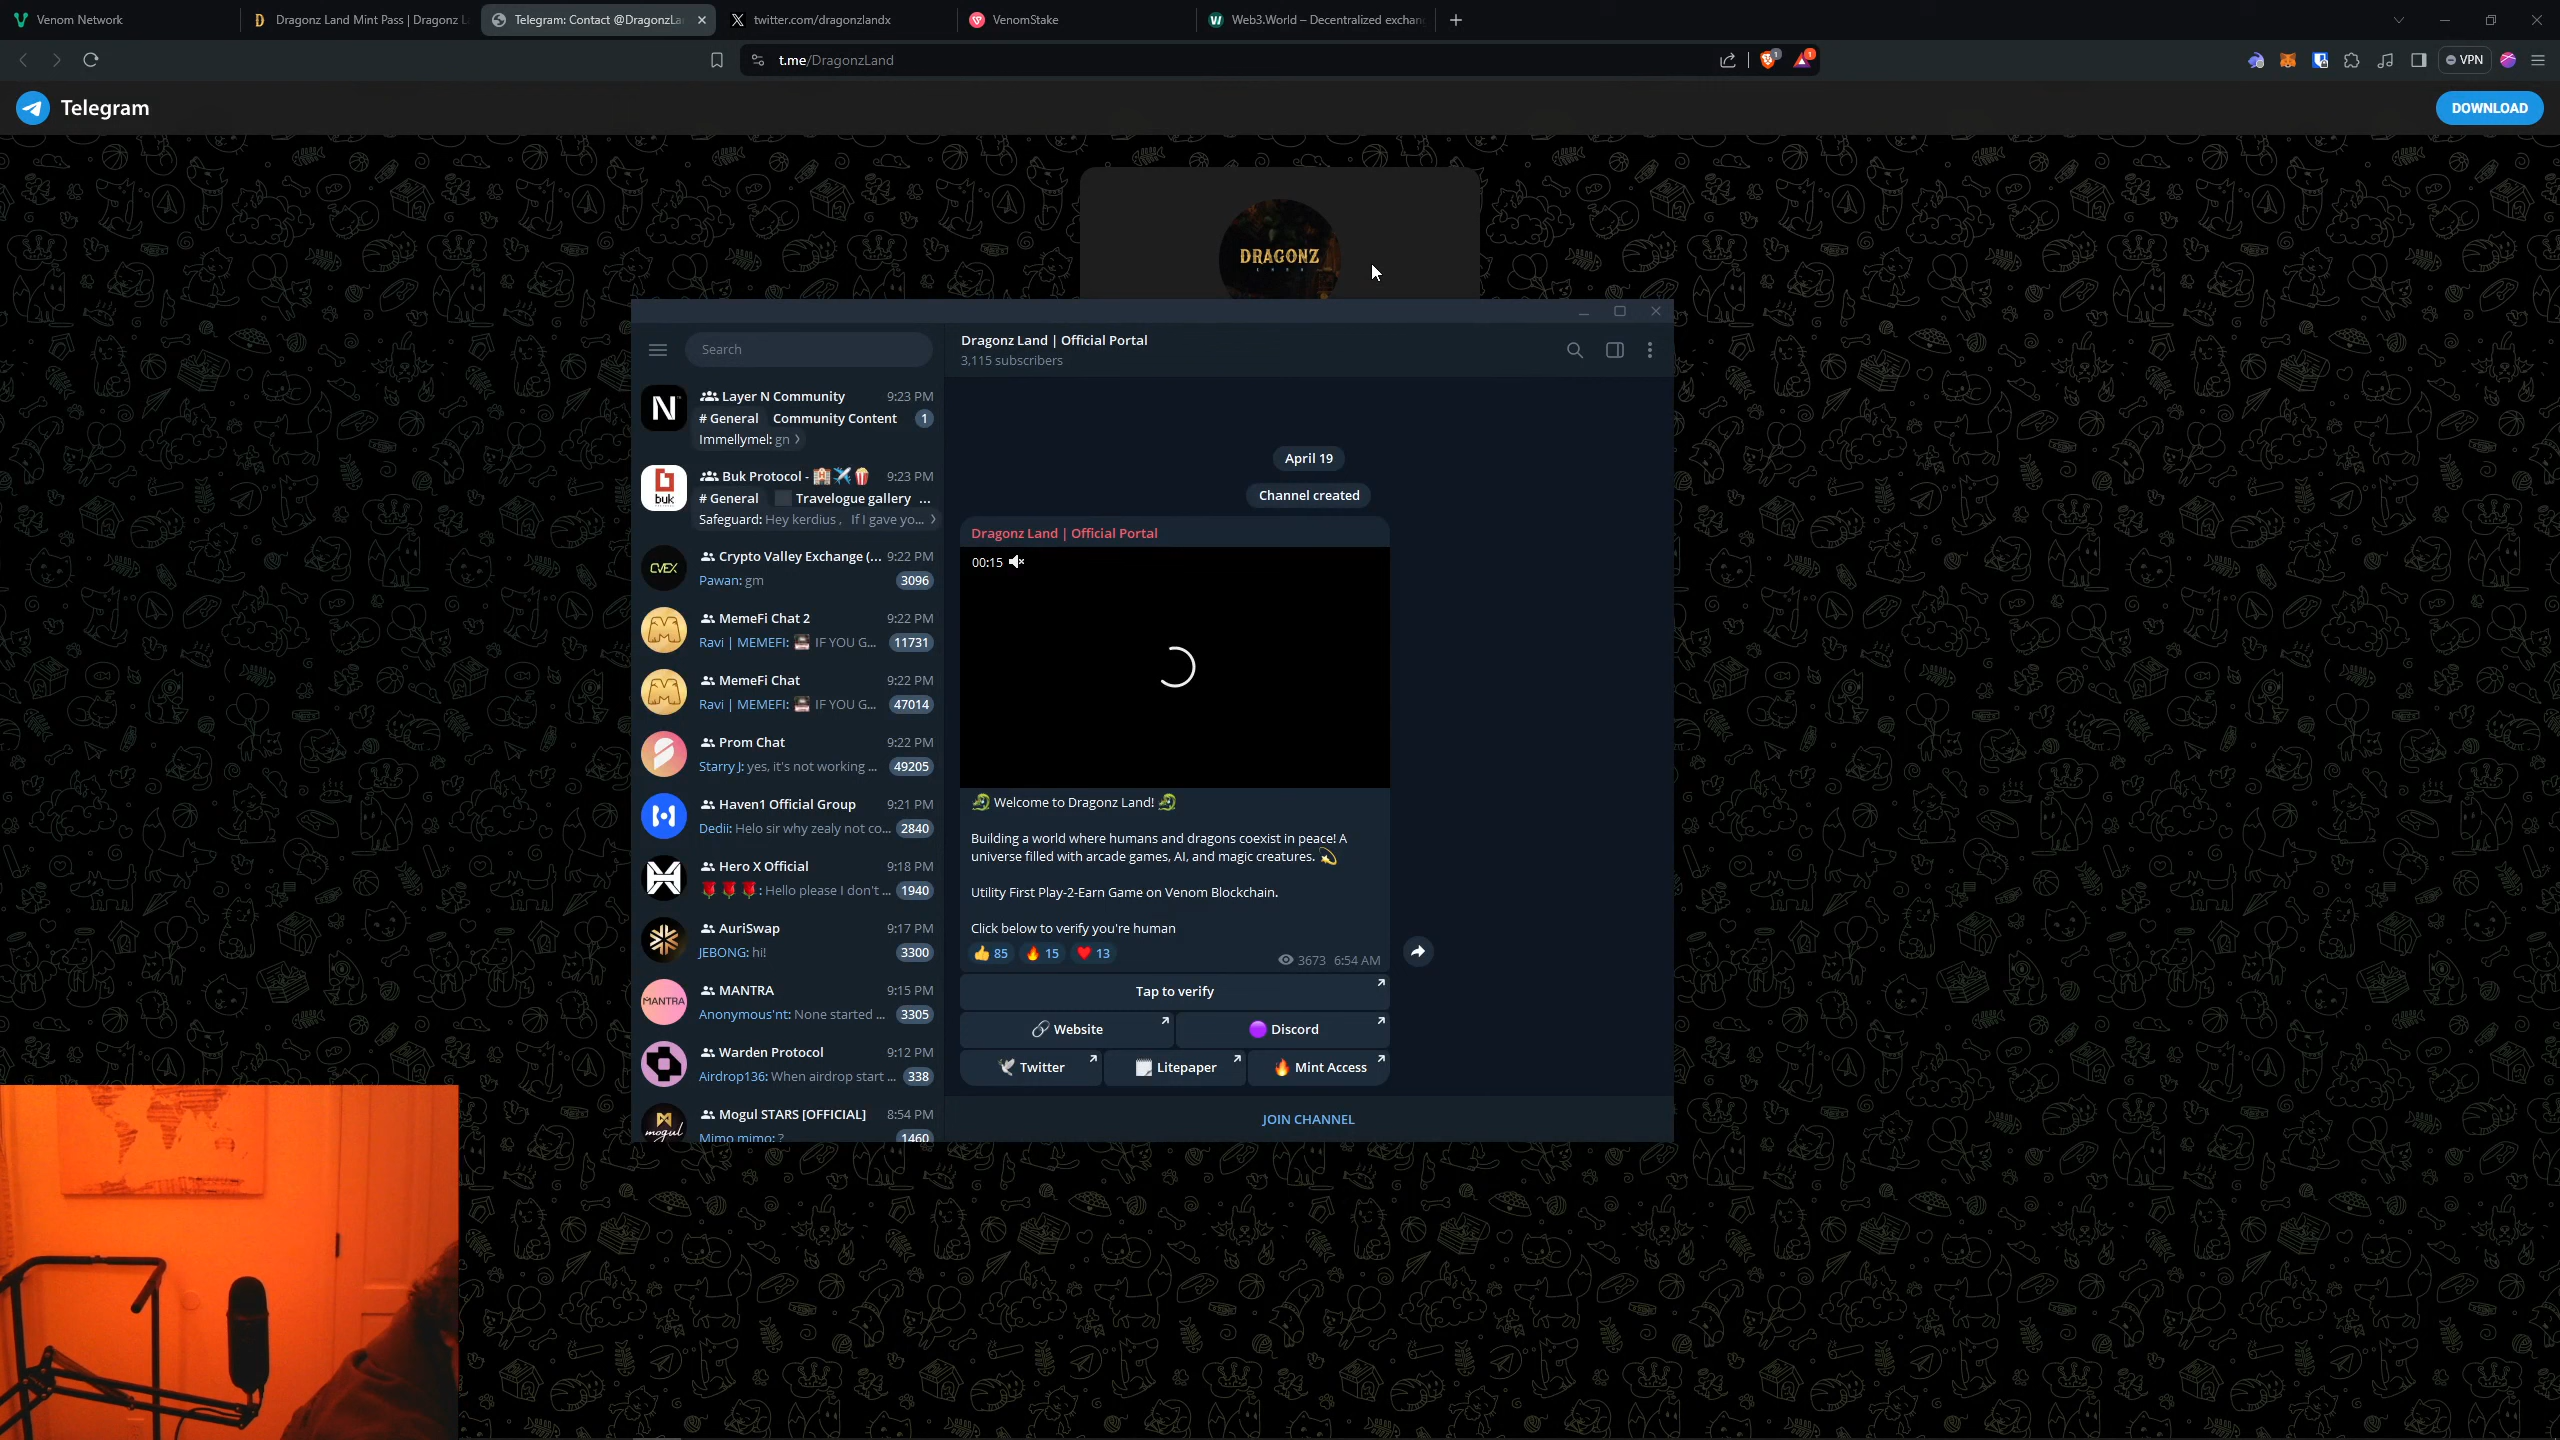 Venom Network
Dragonz Land Mint Pass | Dragonz L
Telegram: Contact @DragonzLa
twitter.com/dragonzlandx
VenomStake
Web3.World – Decentralized exchan
t.me/DragonzLand
1
1
VPN
Telegram
DOWNLOAD
DRAGONZ
LAND
Search
Dragonz Land | Official Portal
3,115 subscribers
Layer N Community 9:23 PM
# General Community Content 1
Immellymel: gn
N
Buk Protocol - 9:23 PM
# General Travelogue gallery ...
Safeguard: Hey kerdius , If I gave yo...
buk
Crypto Valley Exchange (... 9:22 PM
Pawan: gm 3096
CVEX
MemeFi Chat 2 9:22 PM
Ravi | MEMEFI: IF YOU G... 11731
MemeFi Chat 9:22 PM
Ravi | MEMEFI: IF YOU G... 47014
Prom Chat 9:22 PM
Starry J: yes, it's not working ... 49205
Haven1 Official Group 9:21 PM
Dedii: Helo sir why zealy not co... 2840
Hero X Official 9:18 PM
🌹🌹🌹: Hello please I don't ... 1940
AuriSwap 9:17 PM
JEBONG: hi! 3300
MANTRA 9:15 PM
Anonymous'nt: None started ... 3305
MANTRA
Warden Protocol 9:12 PM
Airdrop136: When airdrop start ... 338
Mogul STARS [OFFICIAL] 8:54 PM
Mimo mimo: ? 1460
mogul
April 19
Channel created
Dragonz Land | Official Portal
00:15
🐉 Welcome to Dragonz Land! 🐉
Building a world where humans and dragons coexist in peace! A
universe filled with arcade games, AI, and magic creatures. 💫
Utility First Play-2-Earn Game on Venom Blockchain.
Click below to verify you're human
👍 85 🔥 15 ❤️ 13
3673 6:54 AM
Tap to verify
🔗 Website
🟣 Discord
🕊 Twitter
🗒 Litepaper
🔥 Mint Access
JOIN CHANNEL